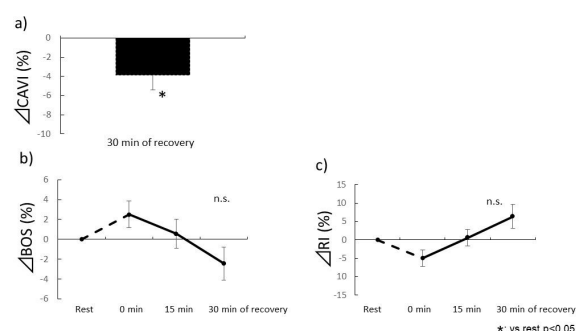 a)
0
-2
-4
-6
-8
-10
⊿CAVI (%)
*
30 min of recovery
b)
6
4
2
0
-2
-4
-6
⊿BOS (%)
n.s.
Rest 0 min 15 min 30 min of recovery
c)
15
10
5
0
-5
-10
-15
⊿RI (%)
n.s.
Rest 0 min 15 min 30 min of recovery
*: vs rest p<0.05